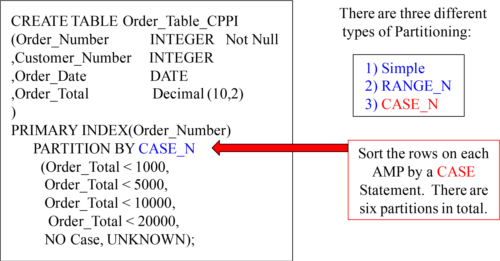 CREATE TABLE Order_Table_CPPI
(Order_Number INTEGER Not Null
,Customer_Number INTEGER
,Order_Date DATE
,Order_Total Decimal (10,2)
)
PRIMARY INDEX(Order_Number)
PARTITION BY CASE_N
(Order_Total < 1000,
Order_Total < 5000,
Order_Total < 10000,
Order_Total < 20000,
NO Case, UNKNOWN);
There are three different
types of Partitioning:
1) Simple
2) RANGE_N
3) CASE_N
Sort the rows on each
AMP by a CASE
Statement. There are
six partitions in total.